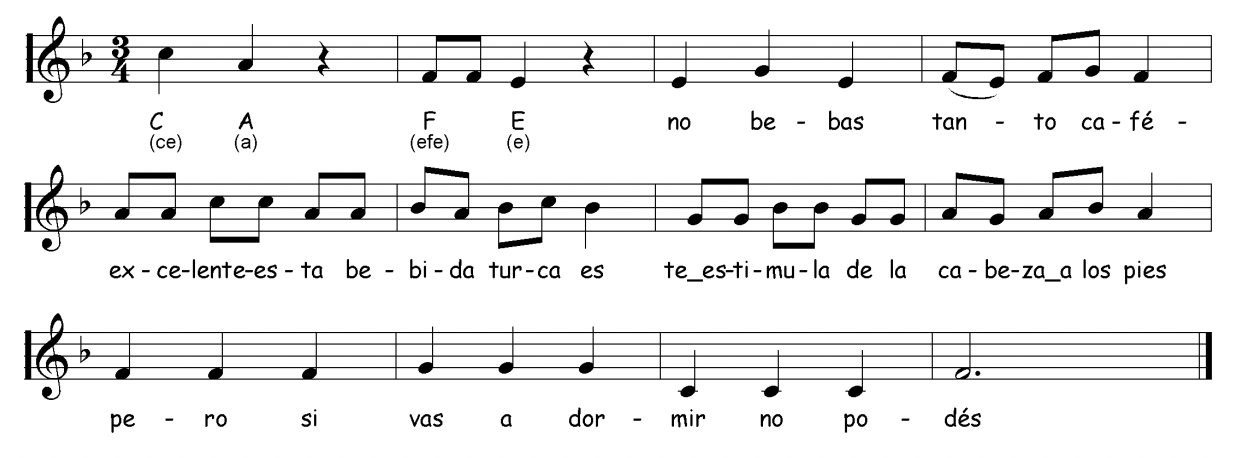 3 4
C A F E no be - bas tan - to ca - fé -
(ce) (a) (efe) (e)
ex - ce-lente-es - ta be - bi - da tur-ca es te_es-ti-mu-la de la ca - be-za_a los pies
pe - ro si vas a dor - mir no po - dés